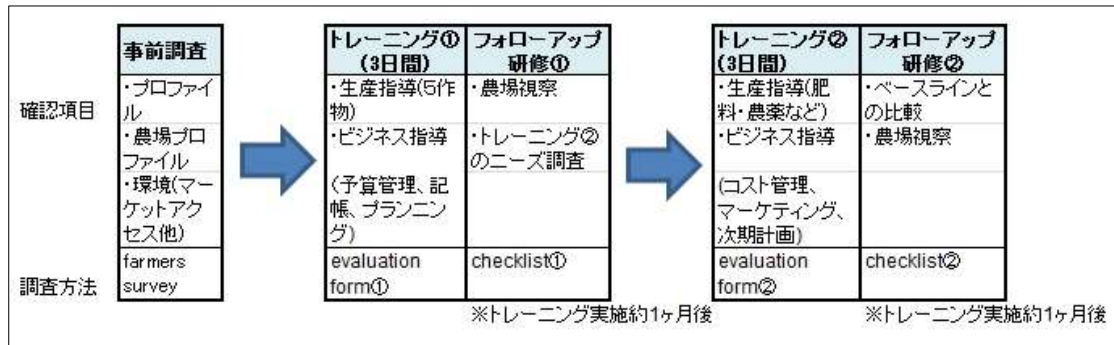 事前調査
・プロファイ
ル
・農場プロ
ファイル
・環境(マー
ケットアク
セス他)
farmers
survey
確認項目
調査方法
トレーニング①
(3日間)
・生産指導(5作
物)
・ビジネス指導
(予算管理、記
帳、プランニン
グ)
evaluation
form①
フォローアップ
研修①
・農場視察
・トレーニング②
のニーズ調査
checklist①
※トレーニング実施約1ヶ月後
トレーニング②
(3日間)
・生産指導(肥
料・農薬など)
・ビジネス指導
(コスト管理、
マーケティング、
次期計画)
evaluation
form②
フォローアップ
研修②
・ベースラインと
の比較
・農場視察
checklist②
※トレーニング実施約1ヶ月後